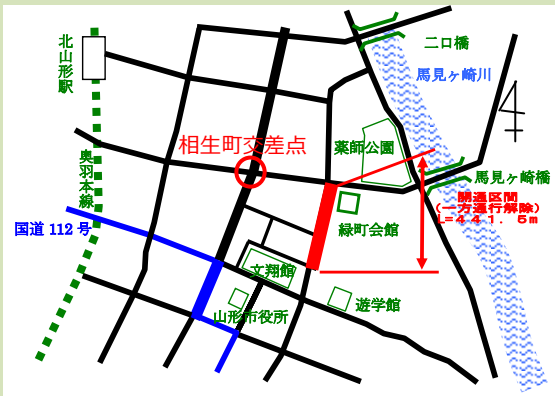 北山形駅
二口橋
馬見ヶ崎川
相生町交差点
薬師公園
奥羽本線
馬見ヶ崎橋
開通区間
(一方通行解除)
L=441.5m
国道112号
緑町会館
文翔館
遊学館
山形市役所